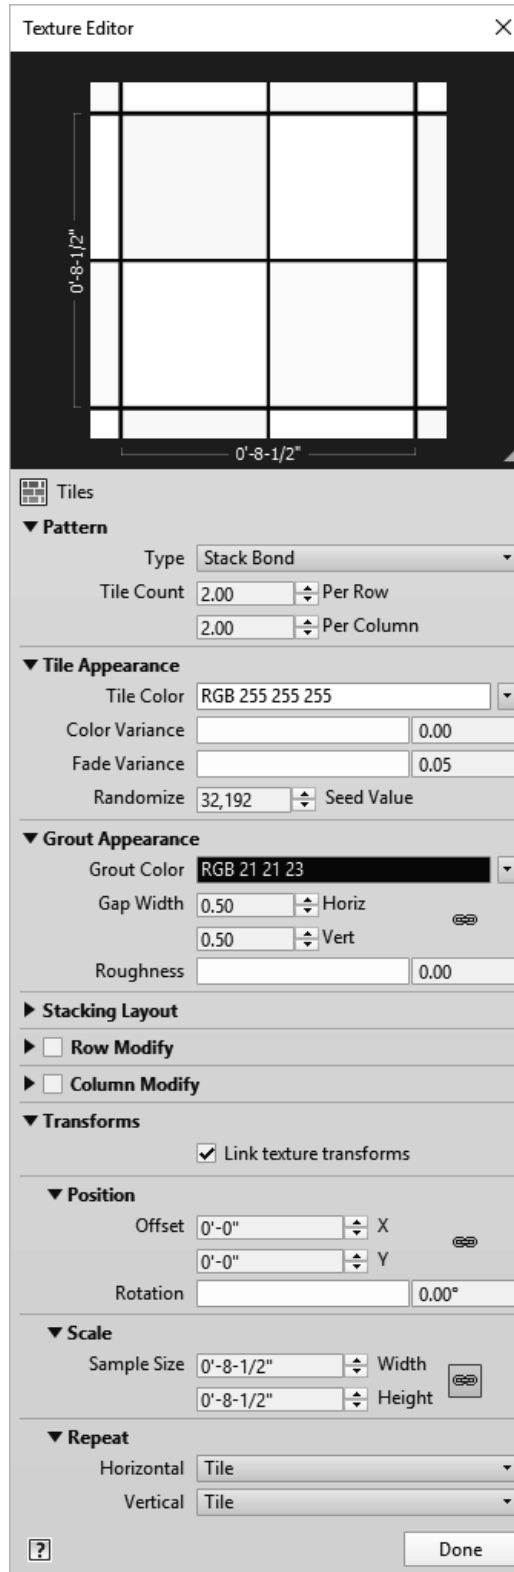 Texture Editor
0'-8-1/2"
0'-8-1/2"
Tiles
Pattern
Type Stack Bond
Tile Count 2.00 Per Row
2.00 Per Column
Tile Appearance
Tile Color RGB 255 255 255
Color Variance 0.00
Fade Variance 0.05
Randomize 32,192 Seed Value
Grout Appearance
Grout Color RGB 21 21 23
Gap Width 0.50 Horiz
0.50 Vert
Roughness 0.00
Stacking Layout
Row Modify
Column Modify
Transforms
Link texture transforms
Position
Offset 0'-0" X
0'-0" Y
Rotation 0.00°
Scale
Sample Size 0'-8-1/2" Width
0'-8-1/2" Height
Repeat
Horizontal Tile
Vertical Tile
? Done